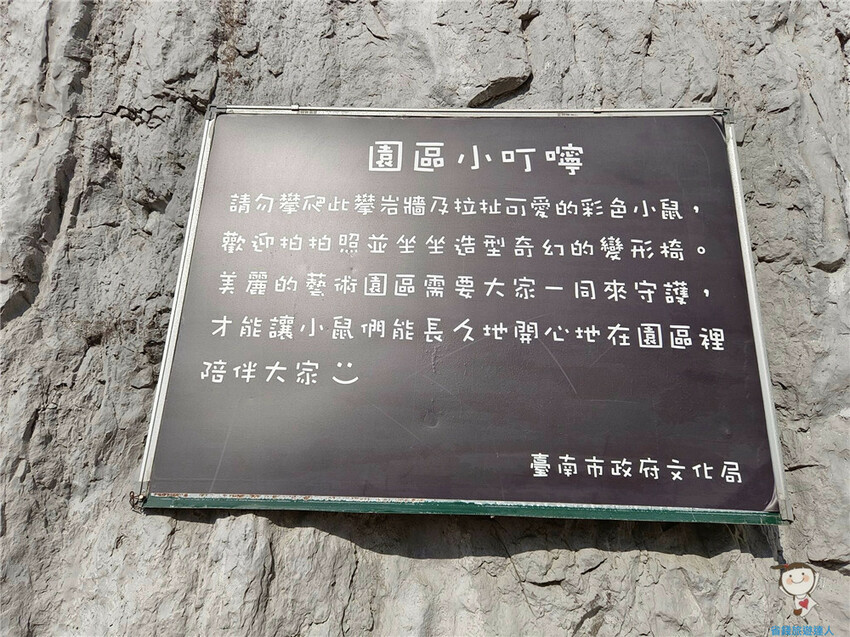 園區小叮嚀
請勿攀爬此攀岩牆及拉扯可愛的彩色小鼠，
歡迎拍拍照並坐坐造型奇幻的變形椅。
美麗的藝術園區需要大家一同來守護，
才能讓小鼠們能長久地開心地在園區裡
陪伴大家
臺南市政府文化局